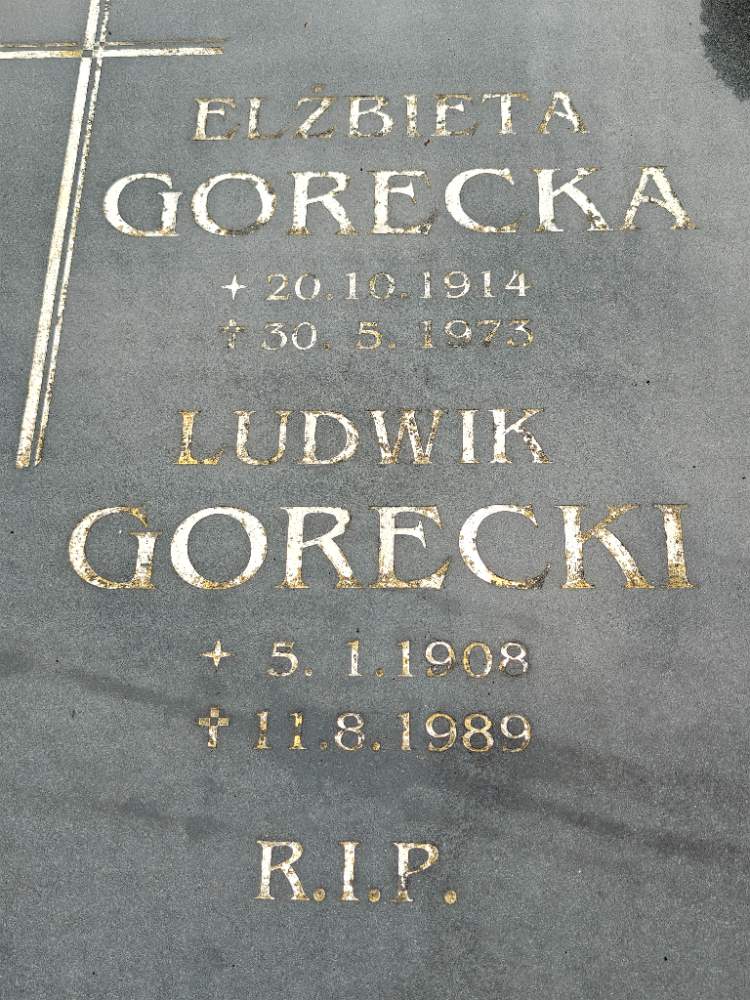 ELŻBIETA
GORECKA
+ 20.10.1914
† 30. 5. 1973
LUDWIK
GORECKI
+ 5. 1.1908
† 11.8.1989
R.I.P.